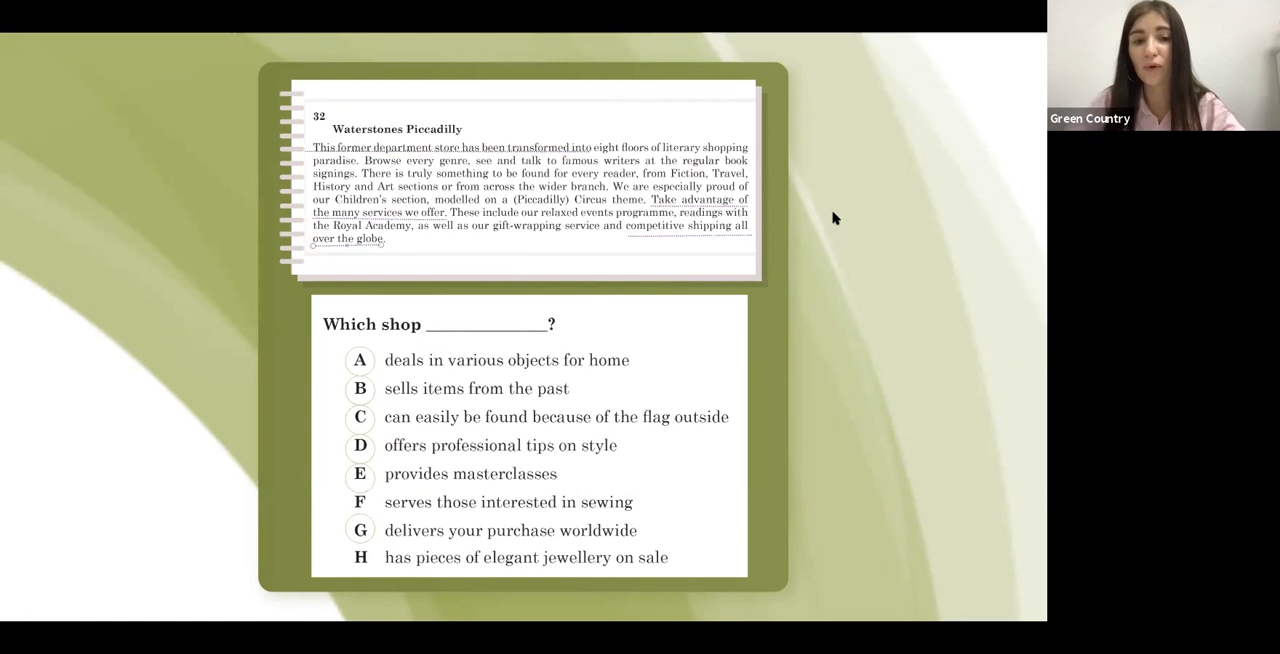 32
Waterstones Piccadilly
This former department store has been transformed into eight floors of literary shopping
paradise. Browse every genre, see and talk to famous writers at the regular book
signings. There is truly something to be found for every reader, from Fiction, Travel,
History and Art sections or from across the wider branch. We are especially proud of
our Children's section, modelled on a (Piccadilly) Circus theme. Take advantage of
the many services we offer. These include our relaxed events programme, readings with
the Royal Academy, as well as our gift-wrapping service and competitive shipping all
over the globe.
Which shop ______________?
A deals in various objects for home
B sells items from the past
C can easily be found because of the flag outside
D offers professional tips on style
E provides masterclasses
F serves those interested in sewing
G delivers your purchase worldwide
H has pieces of elegant jewellery on sale
Green Country